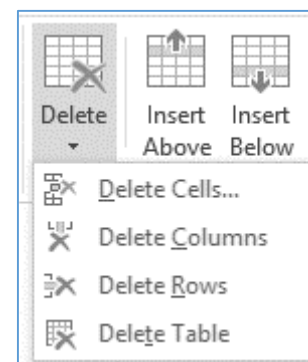 Delete Insert Insert
Above Below
Delete Cells...
Delete Columns
Delete Rows
Delete Table